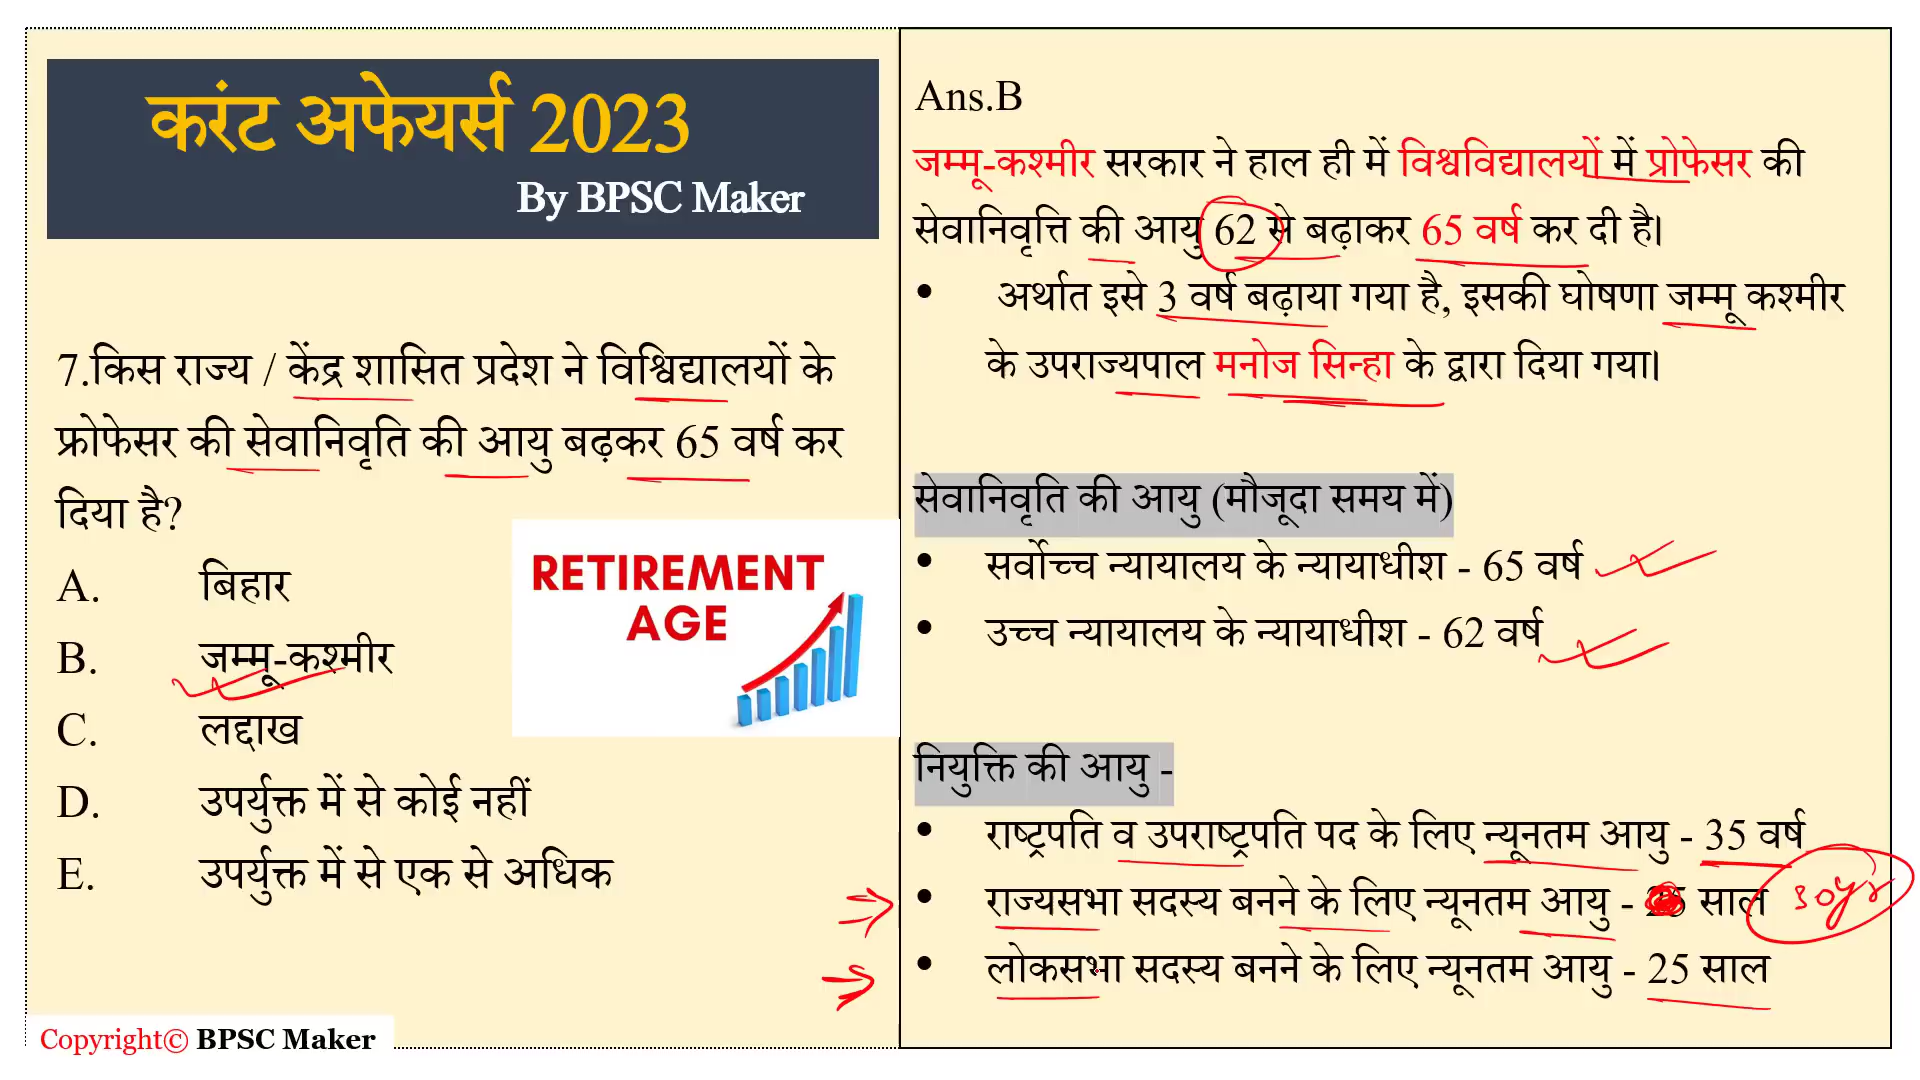 करंट अफेयर्स 2023
By BPSC Maker
7.किस राज्य / केंद्र शासित प्रदेश ने विश्विद्यालयों के
फ्रोफेसर की सेवानिवृति की आयु बढ़कर 65 वर्ष कर
दिया है?
A. बिहार
B. जम्मू-कश्मीर
C. लद्दाख
D. उपर्युक्त में से कोई नहीं
E. उपर्युक्त में से एक से अधिक
RETIREMENT
AGE
Copyright© BPSC Maker
Ans.B
जम्मू-कश्मीर सरकार ने हाल ही में विश्वविद्यालयों में प्रोफेसर की
सेवानिवृत्ति की आयु 62 से बढ़ाकर 65 वर्ष कर दी है।
• अर्थात इसे 3 वर्ष बढ़ाया गया है, इसकी घोषणा जम्मू कश्मीर
के उपराज्यपाल मनोज सिन्हा के द्वारा दिया गया।
सेवानिवृति की आयु (मौजूदा समय में)
• सर्वोच्च न्यायालय के न्यायाधीश - 65 वर्ष
• उच्च न्यायालय के न्यायाधीश - 62 वर्ष
नियुक्ति की आयु -
• राष्ट्रपति व उपराष्ट्रपति पद के लिए न्यूनतम आयु - 35 वर्ष
• राज्यसभा सदस्य बनने के लिए न्यूनतम आयु - साल 30yr
• लोकसभा सदस्य बनने के लिए न्यूनतम आयु - 25 साल